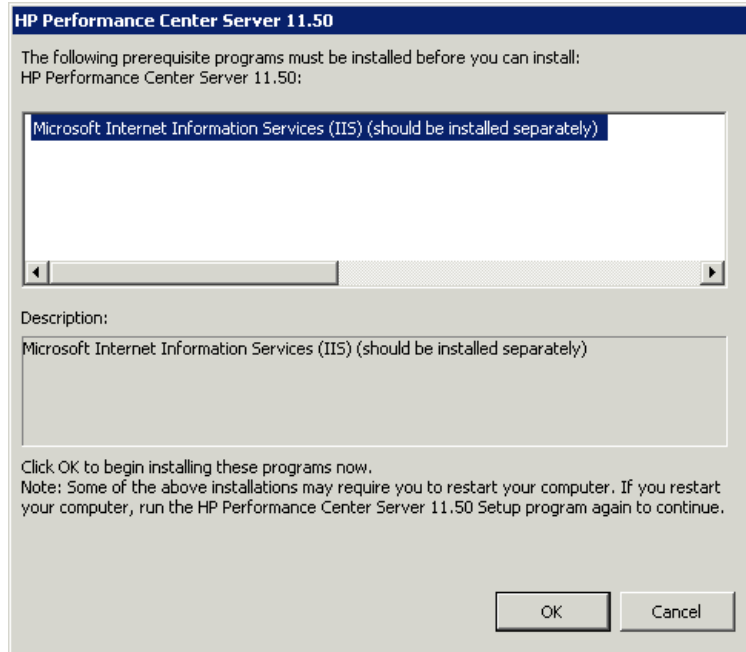 HP Performance Center Server 11.50
The following prerequisite programs must be installed before you can install:
HP Performance Center Server 11.50:
Microsoft Internet Information Services (IIS) (should be installed separately)
Description:
Microsoft Internet Information Services (IIS) (should be installed separately)
Click OK to begin installing these programs now.
Note: Some of the above installations may require you to restart your computer. If you restart
your computer, run the HP Performance Center Server 11.50 Setup program again to continue.
OK
Cancel